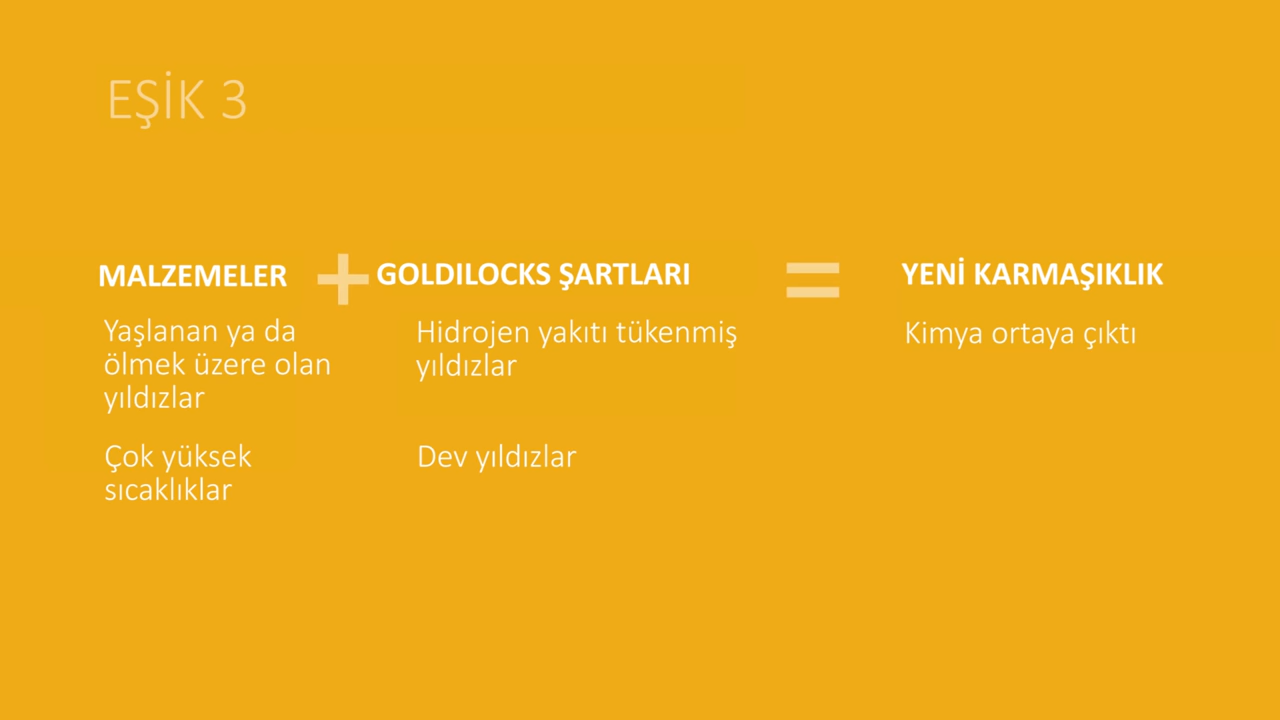 EŞİK 3
MALZEMELER + GOLDILOCKS ŞARTLARI = YENİ KARMAŞIKLIK
Yaşlanan ya da
ölmek üzere olan
yıldızlar
Hidrojen yakıtı tükenmiş
yıldızlar
Kimya ortaya çıktı
Çok yüksek
sıcaklıklar
Dev yıldızlar